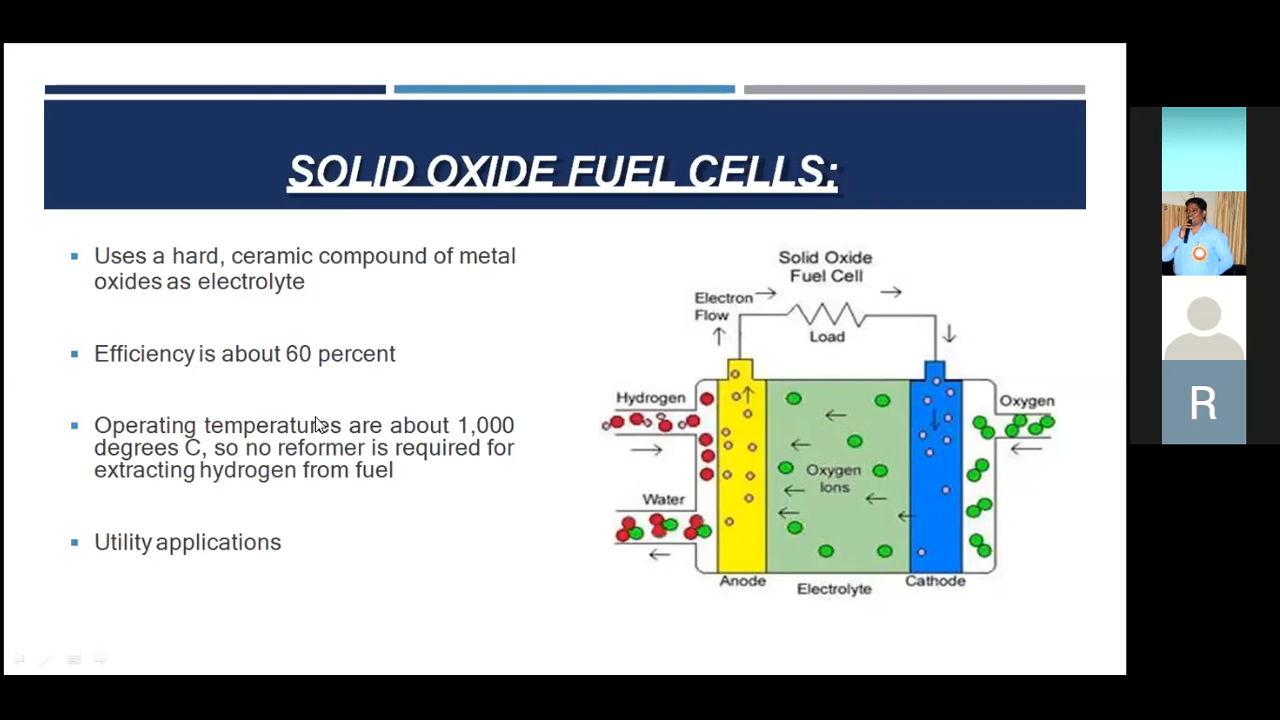 SOLID OXIDE FUEL CELLS:
Uses a hard, ceramic compound of metal
oxides as electrolyte
Efficiency is about 60 percent
Operating temperatures are about 1,000
degrees C, so no reformer is required for
extracting hydrogen from fuel
Utility applications
Solid Oxide
Fuel Cell
Electron
Flow
Load
Hydrogen
Oxygen
Oxygen
Ions
Water
Anode
Electrolyte
Cathode
R